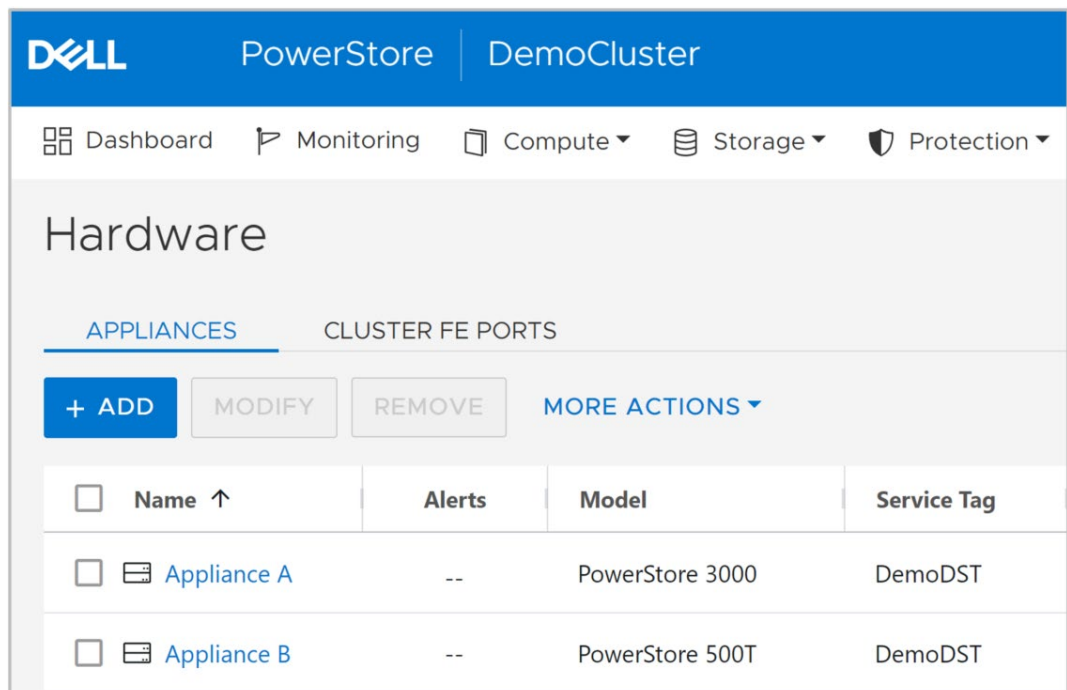 DELL PowerStore DemoCluster
Dashboard Monitoring Compute Storage Protection
Hardware
APPLIANCES CLUSTER FE PORTS
+ ADD MODIFY REMOVE MORE ACTIONS
Name ↑ Alerts Model Service Tag
Appliance A -- PowerStore 3000 DemoDST
Appliance B -- PowerStore 500T DemoDST